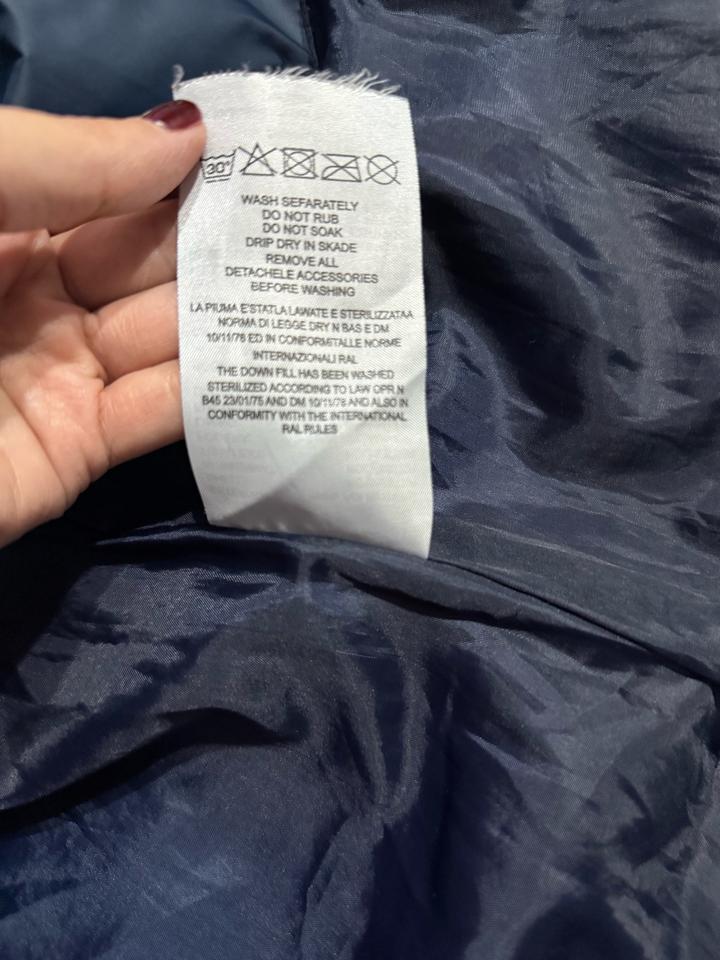 30°
WASH SEFARATELY
DO NOT RUB
DO NOT SOAK
DRIP DRY IN SKADE
REMOVE ALL
DETACHELE ACCESSORIES
BEFORE WASHING
LA PIUMA E'STATLA LAWATE E STERILIZZATAA
NORMA DI LEGGE DRY N BAS E DM
10/11/78 ED IN CONFORMITALLE NORME
INTERNAZIONALI RAL
THE DOWN FILL HAS BEEN WASHED
STERILIZED ACCORDING TO LAW OPR.N
B45 23/01/75 AND DM 10/11/78 AND ALSO IN
CONFORMITY WITH THE INTERNATIONAL
RAL RULES